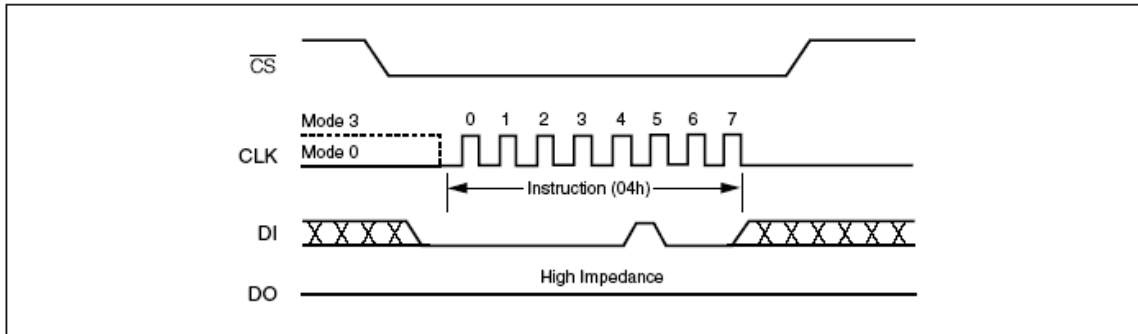 CS
Mode 3
0 1 2 3 4 5 6 7
CLK
Mode 0
Instruction (04h)
DI
High Impedance
DO